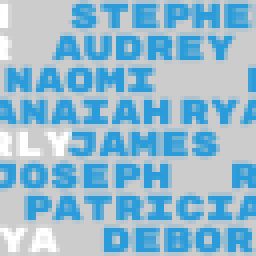 STEPHE
R AUDREY
NAOMI
ANAIAH RYA
RLY JAMES
JOSEPH R
PATRICIA
YA DEBOR